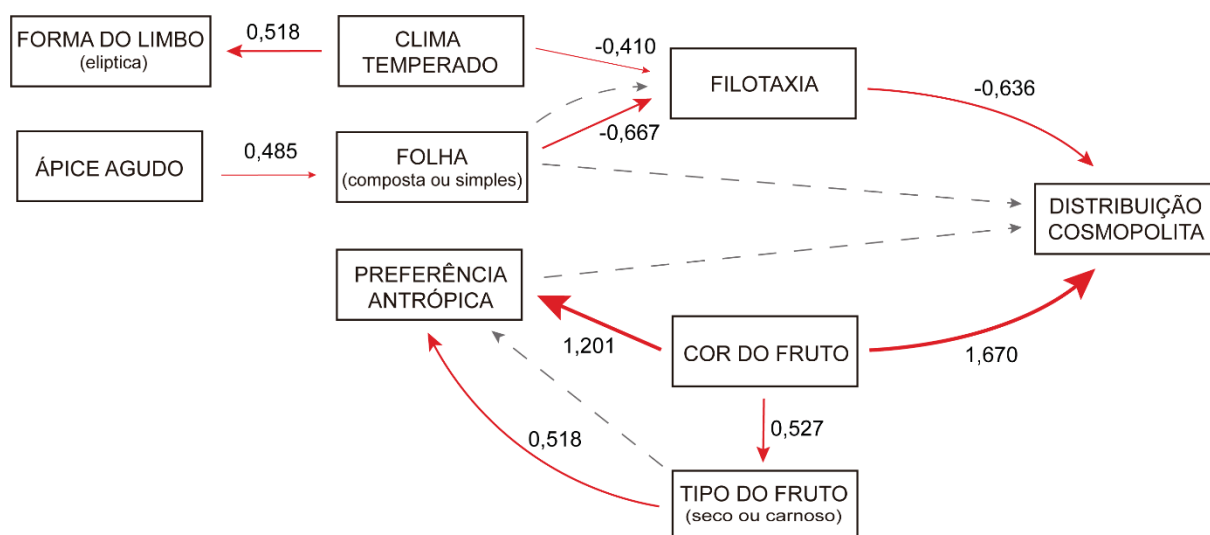 FORMA DO LIMBO
(eliptica)
0,518
CLIMA
TEMPERADO
-0,410
FILOTAXIA
-0,636
ÁPICE AGUDO
0,485
FOLHA
(composta ou simples)
-0,667
DISTRIBUIÇÃO
COSMOPOLITA
PREFERÊNCIA
ANTRÓPICA
1,201
COR DO FRUTO
1,670
0,527
0,518
TIPO DO FRUTO
(seco ou carnoso)